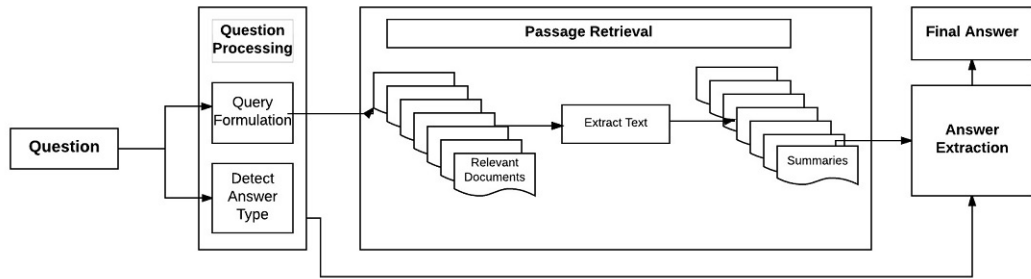 Question
Question
Processing
Query
Formulation
Detect
Answer
Type
Passage Retrieval
Relevant
Documents
Extract Text
Summaries
Final Answer
Answer
Extraction